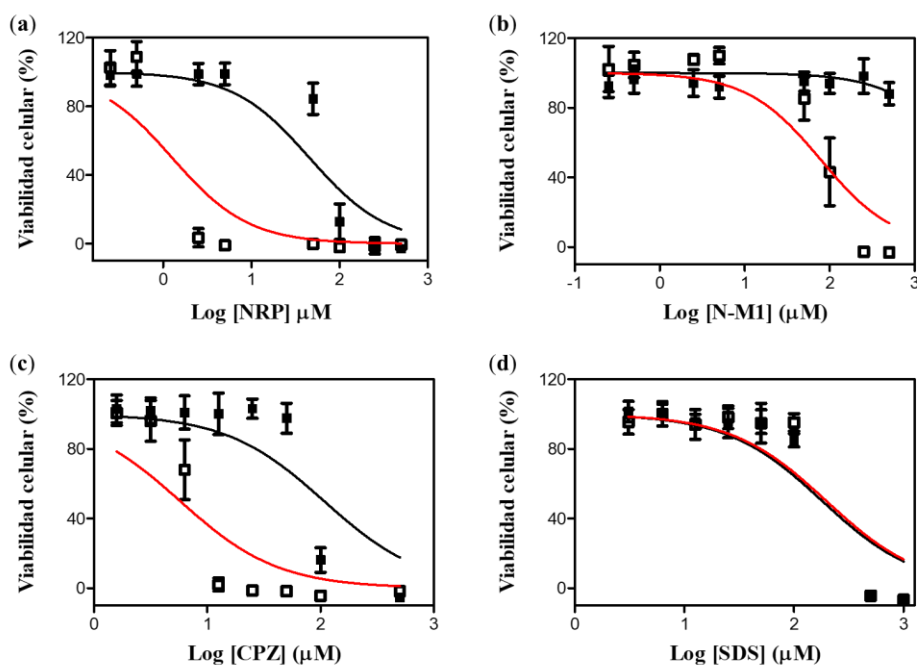 (a)
Viabilidad celular (%)
120
80
40
0
0
1
2
3
Log [NRP] μM
(b)
Viabilidad celular (%)
120
80
40
0
-1
0
1
2
3
Log [N-M1] (μM)
(c)
Viabilidad celular (%)
120
80
40
0
0
1
2
3
Log [CPZ] (μM)
(d)
Viabilidad celular (%)
120
80
40
0
0
1
2
3
Log [SDS] (μM)